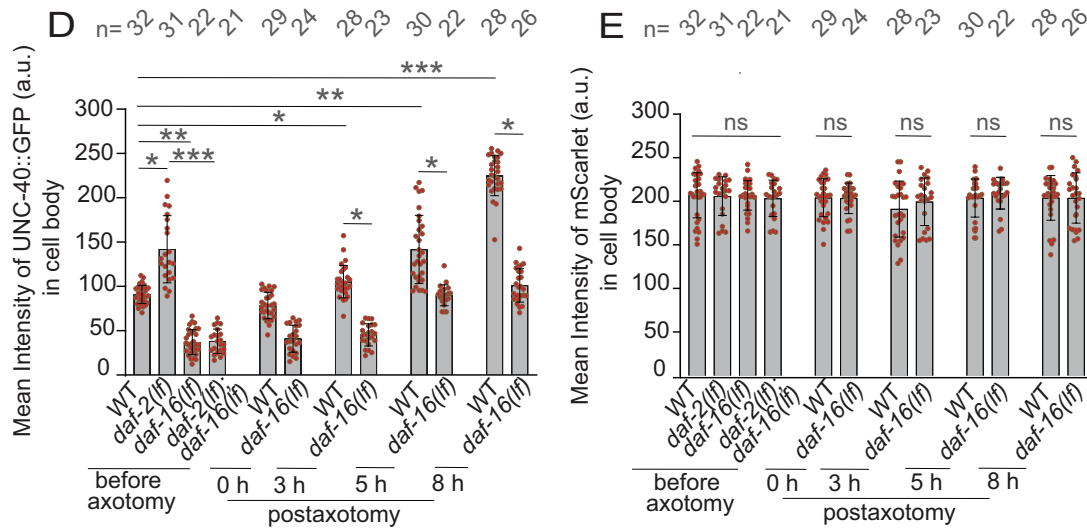 D
n= 32 31 22 21 29 24 28 23 30 22 28 26
Mean Intensity of UNC-40::GFP (a.u.)
in cell body
***
**
*
**
*
***
*
*
*
300
250
200
150
100
50
0
WT
daf-2(lf)
daf-16(lf)
daf-2(lf);
daf-16(lf)
WT
daf-16(lf)
WT
daf-16(lf)
WT
daf-16(lf)
WT
daf-16(lf)
before
axotomy
0 h
3 h
5 h
8 h
postaxotomy
E
n= 32 31 22 21 29 24 28 23 30 22 28 26
Mean Intensity of mScarlet (a.u.)
in cell body
ns
ns
ns
ns
ns
300
250
200
150
100
50
0
WT
daf-2(lf)
daf-16(lf)
daf-2(lf);
daf-16(lf)
WT
daf-16(lf)
WT
daf-16(lf)
WT
daf-16(lf)
WT
daf-16(lf)
before
axotomy
0 h
3 h
5 h
8 h
postaxotomy